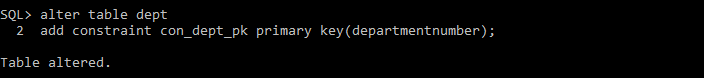 SQL> alter table dept
2 add constraint con_dept_pk primary key(departmentnumber);
Table altered.